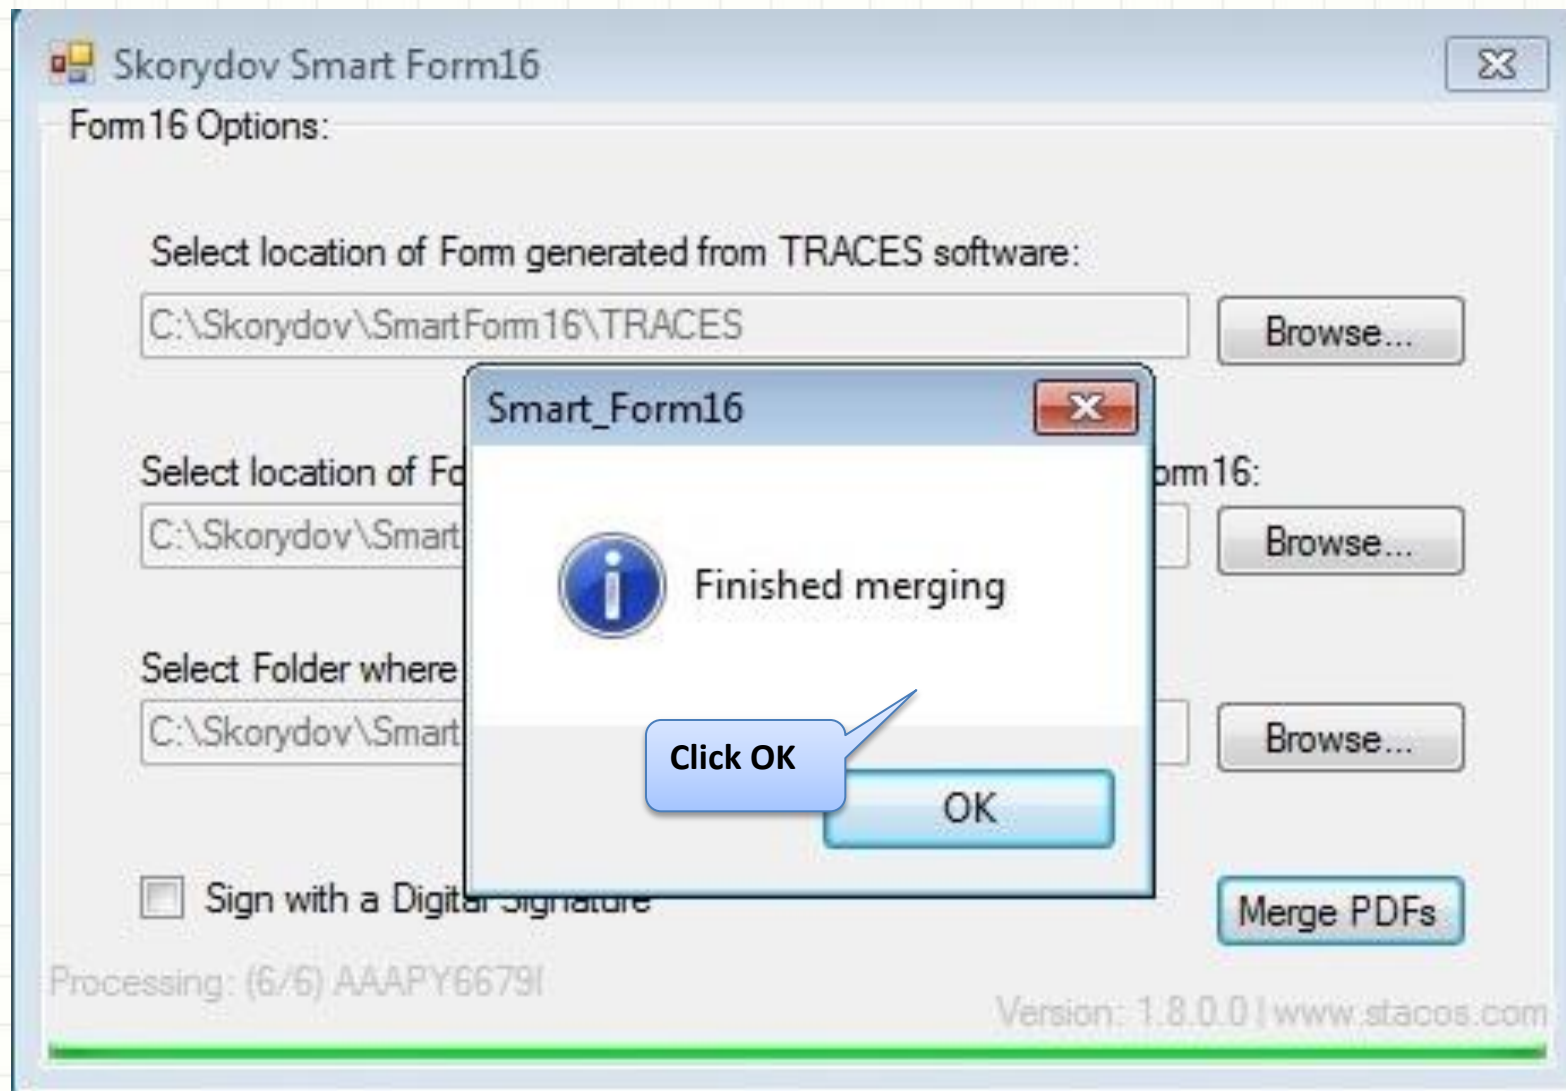 Skorydov Smart Form16
Form16 Options:
Select location of Form generated from TRACES software:
C:\Skorydov\SmartForm16\TRACES
Browse...
Smart_Form16
Select location of Fo
orm16:
C:\Skorydov\Smart
Browse...
Finished merging
Select Folder where
C:\Skorydov\Smart
Browse...
Click OK
OK
Sign with a Digital Signature
Merge PDFs
Processing: (6/6)
Version: 1.8.0.0 | www.stacos.com